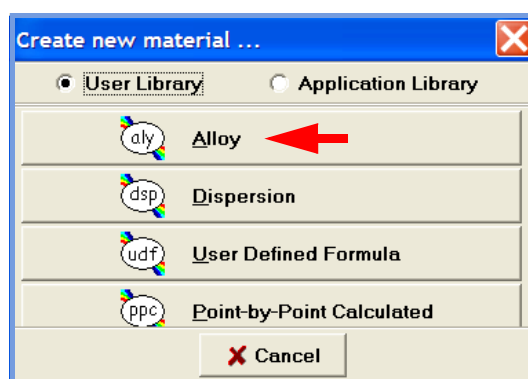 Create new material ...
User Library Application Library
aly Alloy
dsp Dispersion
udf User Defined Formula
ppc Point-by-Point Calculated
Cancel